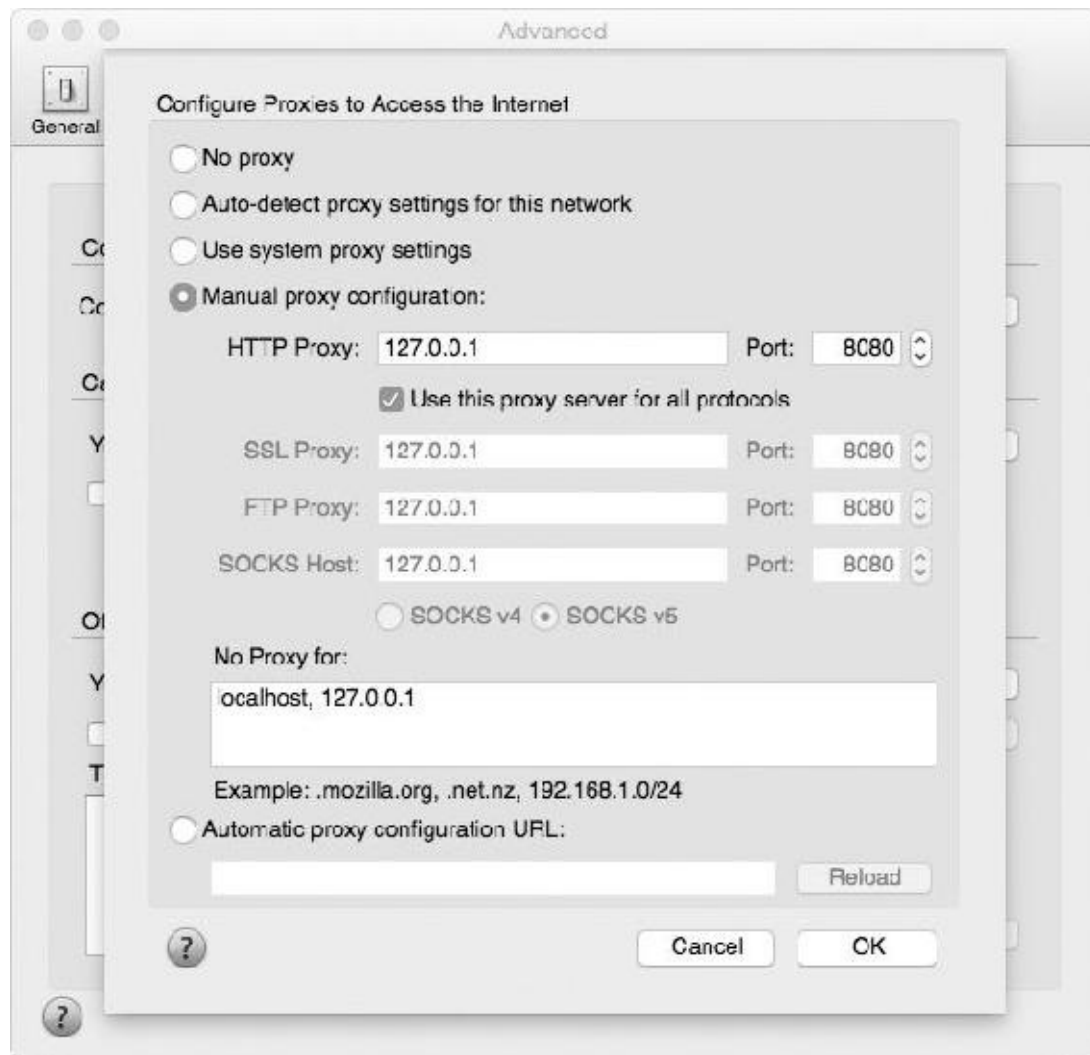 Advanced
General
Configure Proxies to Access the Internet
No proxy
Auto-detect proxy settings for this network
Use system proxy settings
Manual proxy configuration:
HTTP Proxy: 127.0.0.1 Port: 8080
Use this proxy server for all protocols
SSL Proxy: 127.0.0.1 Port: 8080
FTP Proxy: 127.0.0.1 Port: 8080
SOCKS Host: 127.0.0.1 Port: 8080
SOCKS v4 SOCKS v5
No Proxy for:
localhost, 127.0.0.1
Example: .mozilla.org, .net.nz, 192.168.1.0/24
Automatic proxy configuration URL:
Reload
? Cancel OK
?